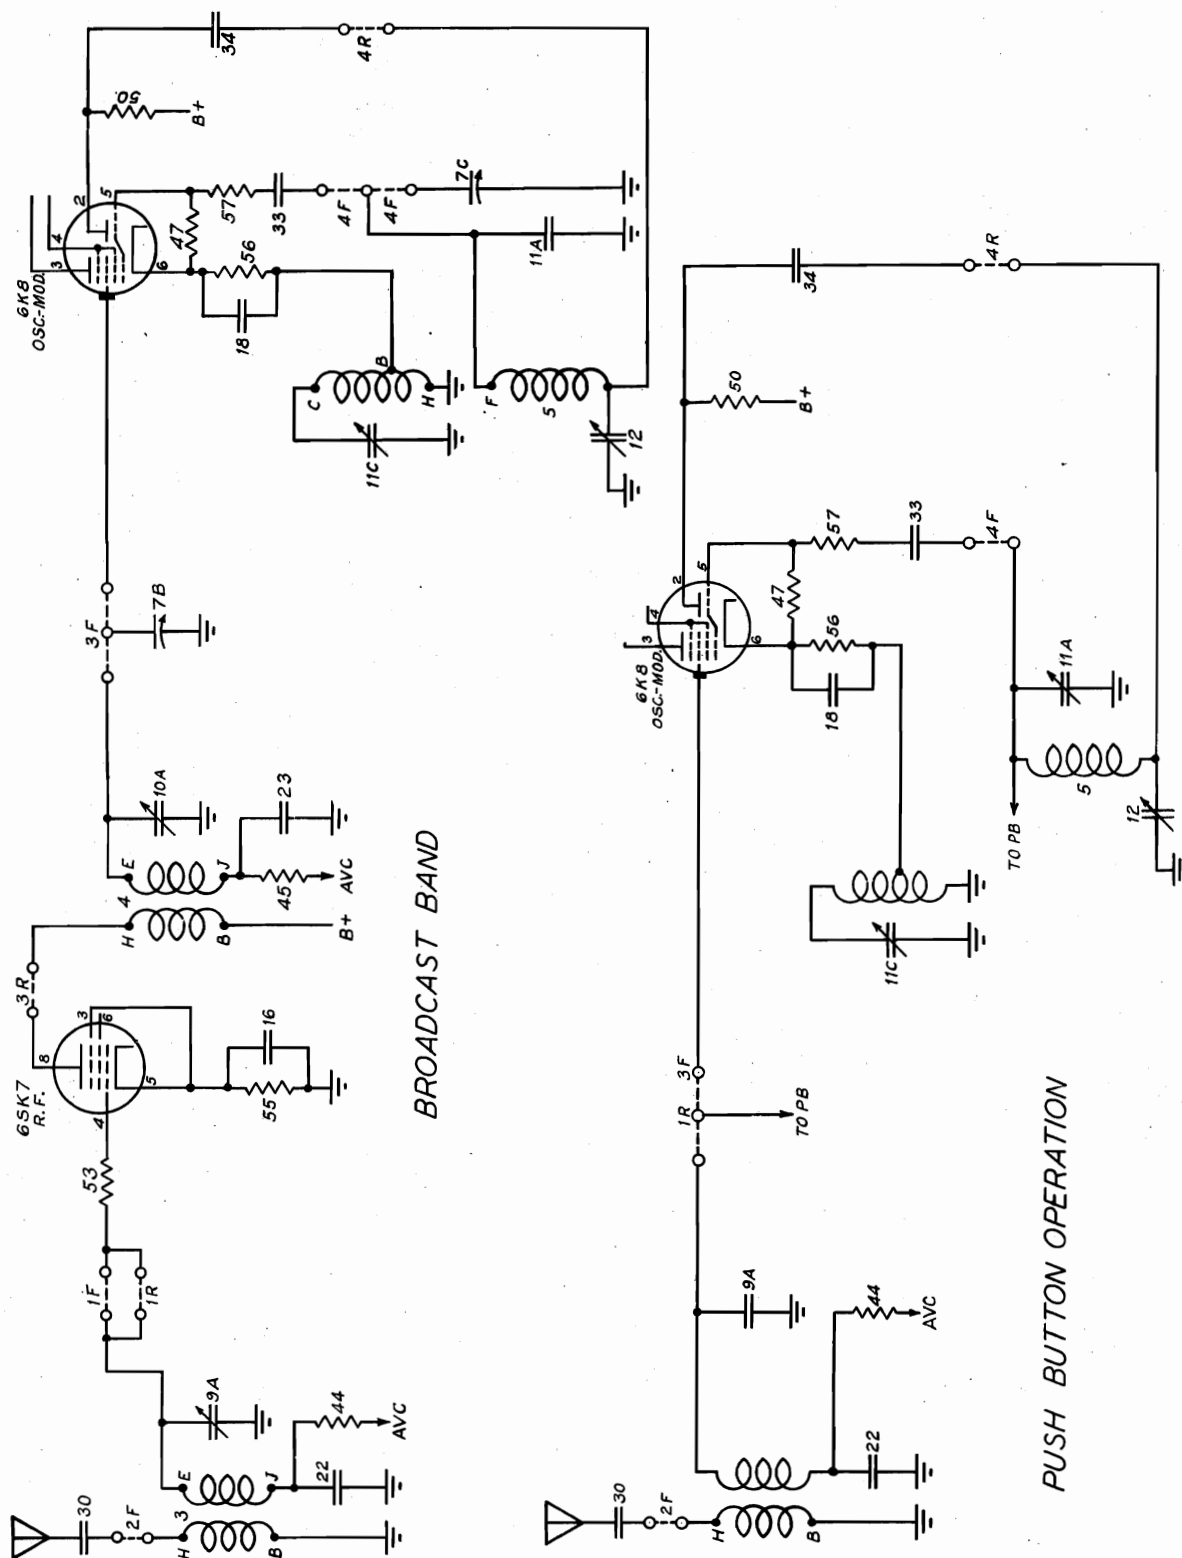 34
4R
50
B+
6K8
OSC.-MOD.
3
4
2
5
6
47
57
33
4F
4F
7C
11A
56
18
C
B
H
11C
F
5
12
3F
7B
10A
E
J
4
H
B
23
45
AVC
B+
3R
6SK7
R.F.
8
3
6
4
5
16
55
53
1F
1R
9A
E
J
3
H
B
44
AVC
22
30
2F
BROADCAST BAND
34
4R
50
B+
6K8
OSC.-MOD.
3
4
2
5
6
47
57
33
4F
56
18
11A
5
12
TO PB
11C
3F
1R
TO PB
9A
44
AVC
22
30
2F
H
B
PUSH BUTTON OPERATION